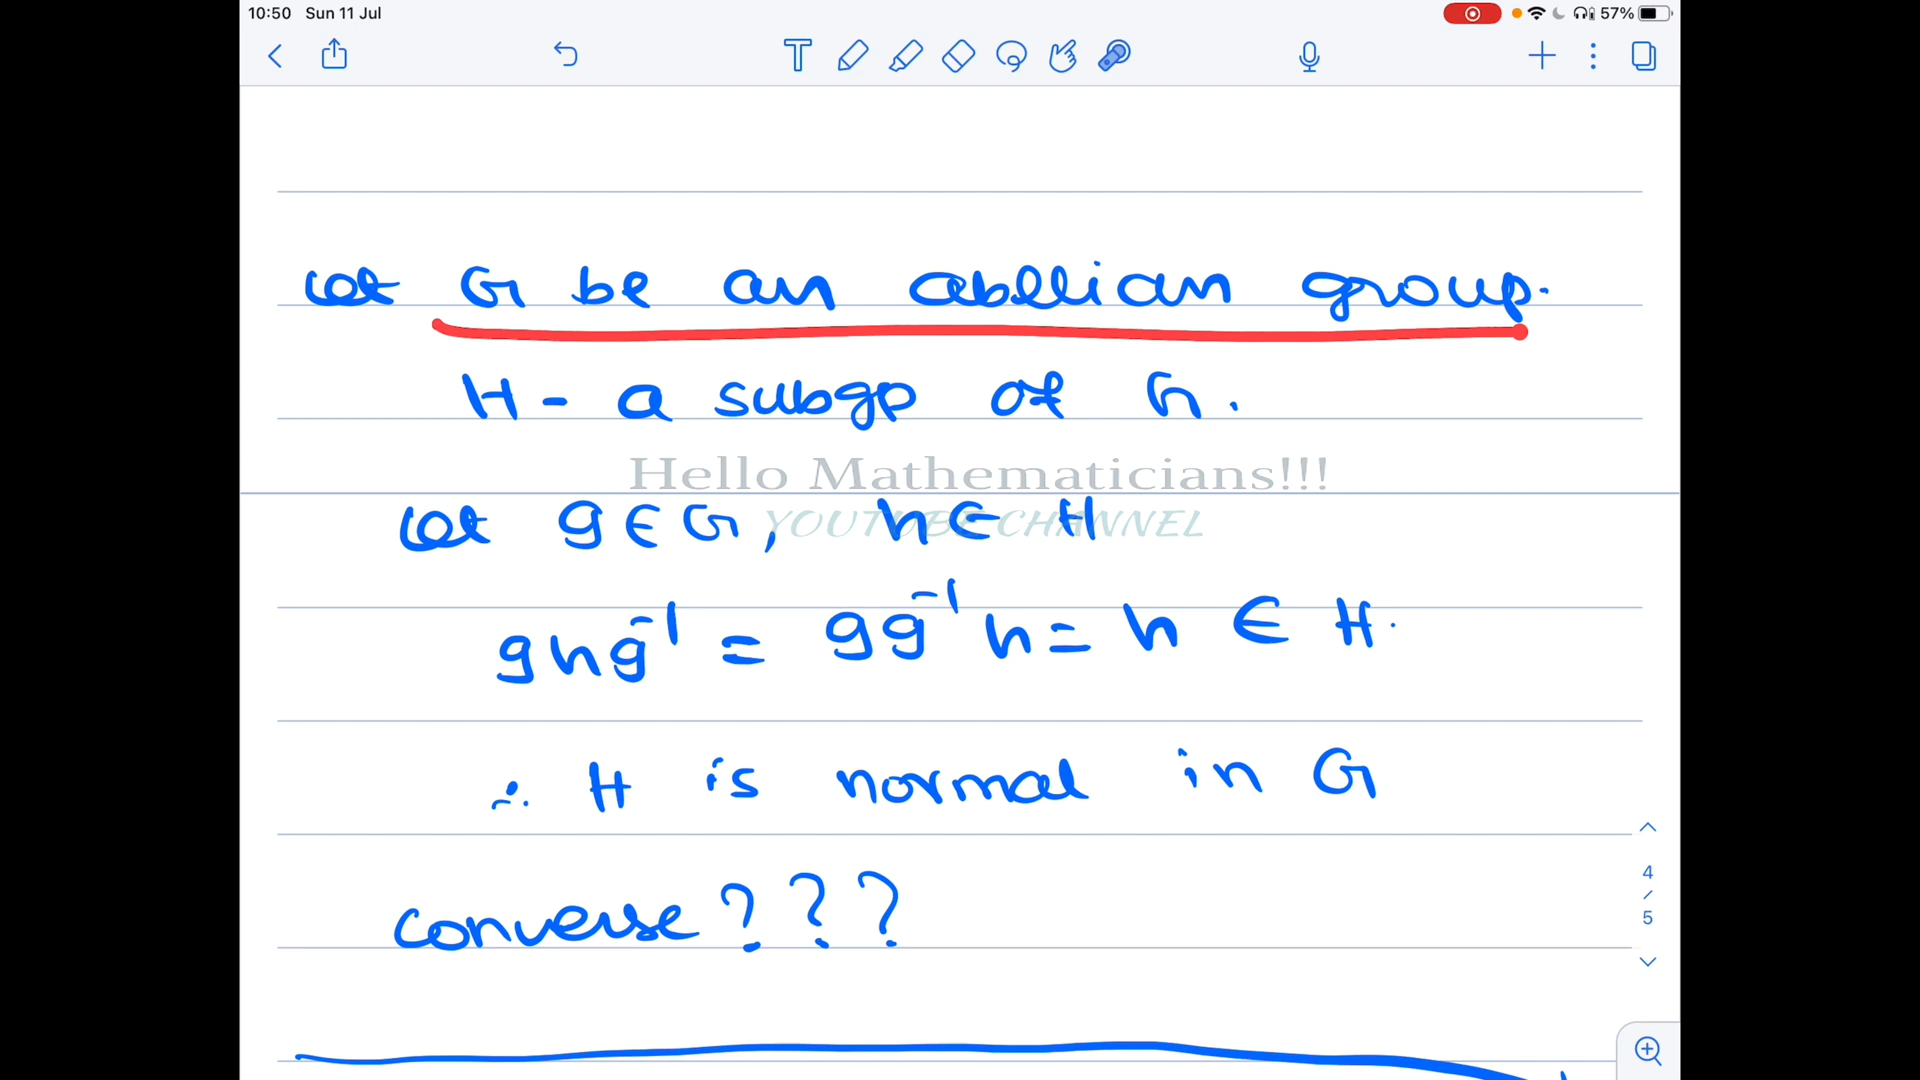 10:50 Sun 11 Jul 57%
Let G be an abelian group.
H - a subgp of G.
Hello Mathematicians!!!
YOUTUBE CHANNEL
Let g ∈ G, h ∈ H
ghg⁻¹ = gg⁻¹h = h ∈ H.
∴ H is normal in G
converse???
4
/
5